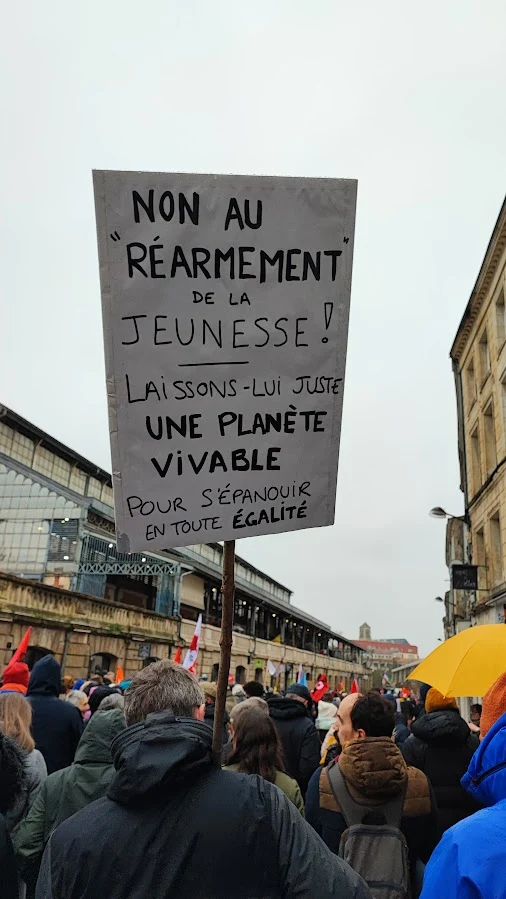 NON AU
"RÉARMEMENT"
DE LA
JEUNESSE !
LAISSONS-LUI JUSTE
UNE PLANÈTE
VIVABLE
POUR S'ÉPANOUIR
EN TOUTE ÉGALITÉ